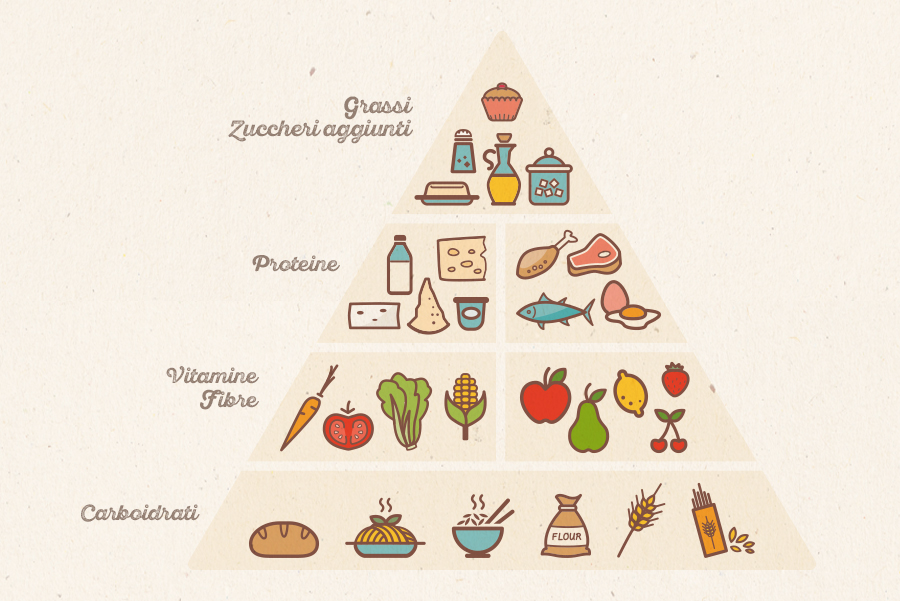 Grassi
Zuccheri aggiunti
Proteine
Vitamine
Fibre
Carboidrati
FLOUR